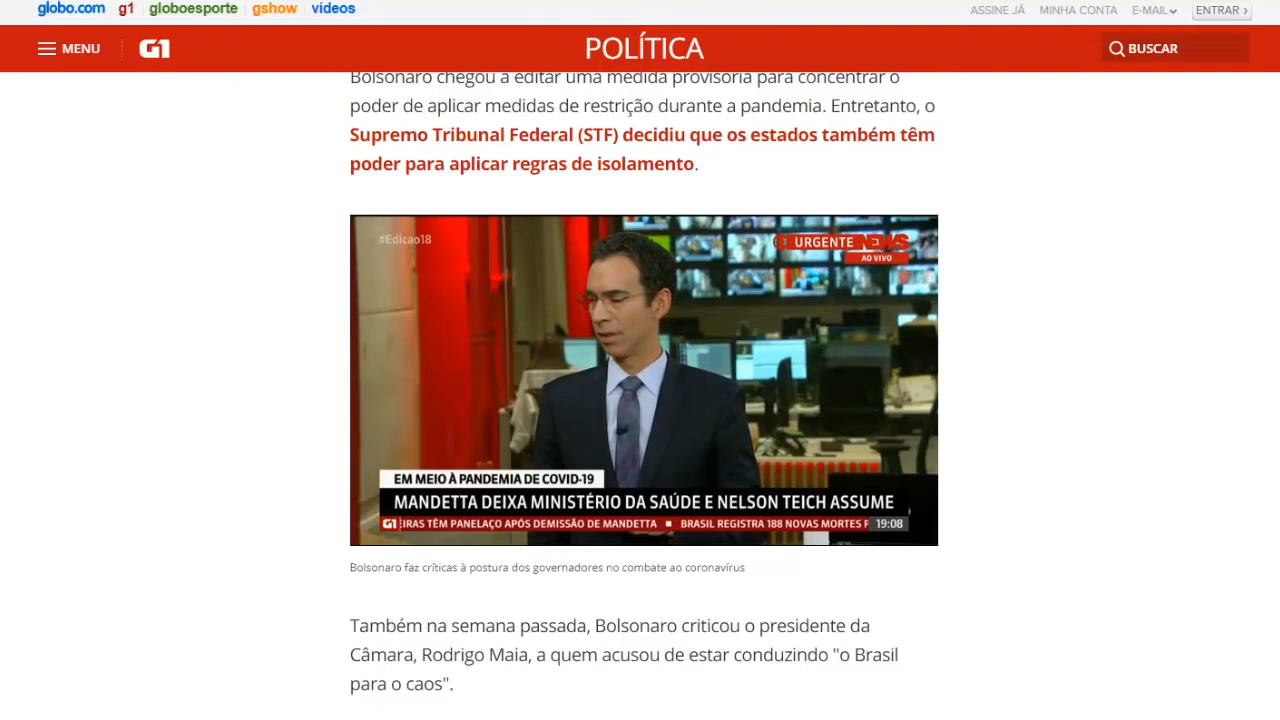 globo.com g1 globoesporte gshow vídeos
ASSINE JÁ MINHA CONTA E-MAIL ENTRAR ›
MENU G1 POLÍTICA BUSCAR
Bolsonaro chegou a editar uma medida provisória para concentrar o
poder de aplicar medidas de restrição durante a pandemia. Entretanto, o
Supremo Tribunal Federal (STF) decidiu que os estados também têm
poder para aplicar regras de isolamento.
#Edicao18
URGENTE NEWS
AO VIVO
EM MEIO À PANDEMIA DE COVID-19
MANDETTA DEIXA MINISTÉRIO DA SAÚDE E NELSON TEICH ASSUME
G1 EIRAS TÊM PANELAÇO APÓS DEMISSÃO DE MANDETTA ■ BRASIL REGISTRA 188 NOVAS MORTES P 19:08
Bolsonaro faz críticas à postura dos governadores no combate ao coronavírus
Também na semana passada, Bolsonaro criticou o presidente da
Câmara, Rodrigo Maia, a quem acusou de estar conduzindo "o Brasil
para o caos".